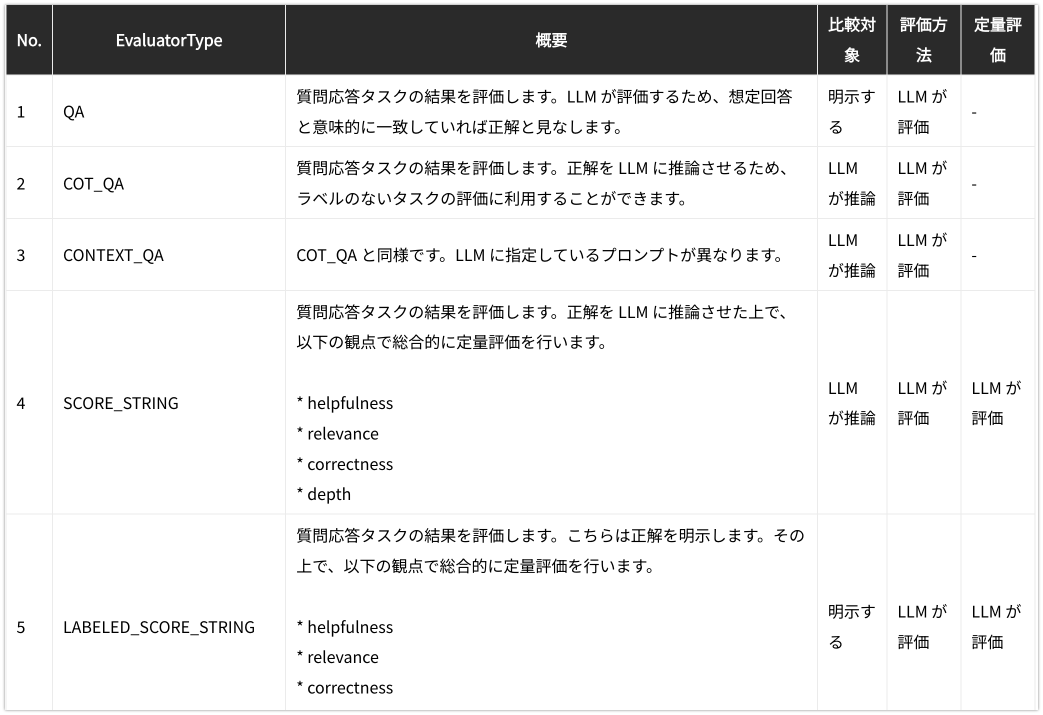 No.
EvaluatorType
概要
比較対
象
評価方
法
定量評
価
1
QA
質問応答タスクの結果を評価します。LLM が評価するため、想定回答
と意味的に一致していれば正解と見なします。
明示す
る
LLM が
評価
-
2
COT_QA
質問応答タスクの結果を評価します。正解を LLM に推論させるため、
ラベルのないタスクの評価に利用することができます。
LLM
が推論
LLM が
評価
-
3
CONTEXT_QA
COT_QA と同様です。LLM に指定しているプロンプトが異なります。
LLM
が推論
LLM が
評価
-
4
SCORE_STRING
質問応答タスクの結果を評価します。正解を LLM に推論させた上で、
以下の観点で総合的に定量評価を行います。
* helpfulness
* relevance
* correctness
* depth
LLM
が推論
LLM が
評価
LLM が
評価
5
LABELED_SCORE_STRING
質問応答タスクの結果を評価します。こちらは正解を明示します。その
上で、以下の観点で総合的に定量評価を行います。
* helpfulness
* relevance
* correctness
明示す
る
LLM が
評価
LLM が
評価